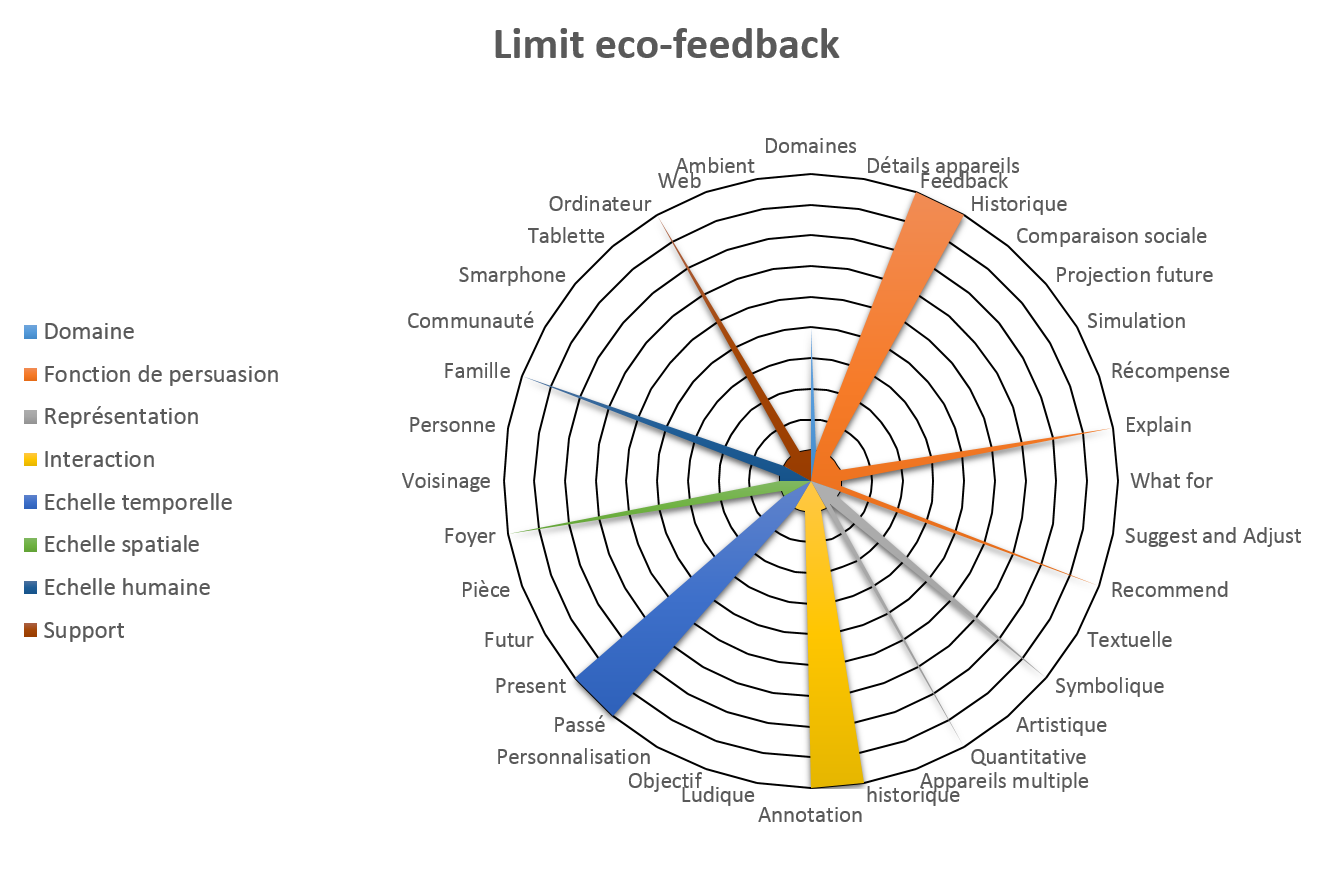 Limit eco-feedback
Domaine
Fonction de persuasion
Représentation
Interaction
Echelle temporelle
Echelle spatiale
Echelle humaine
Support
Domaines
Détails appareils
Feedback
Historique
Comparaison sociale
Projection future
Simulation
Récompense
Explain
What for
Suggest and Adjust
Recommend
Textuelle
Symbolique
Artistique
Quantitative
Appareils multiple
historique
Annotation
Ludique
Objectif
Personnalisation
Passé
Present
Futur
Pièce
Foyer
Voisinage
Personne
Famille
Communauté
Smarphone
Tablette
Ordinateur
Web
Ambient